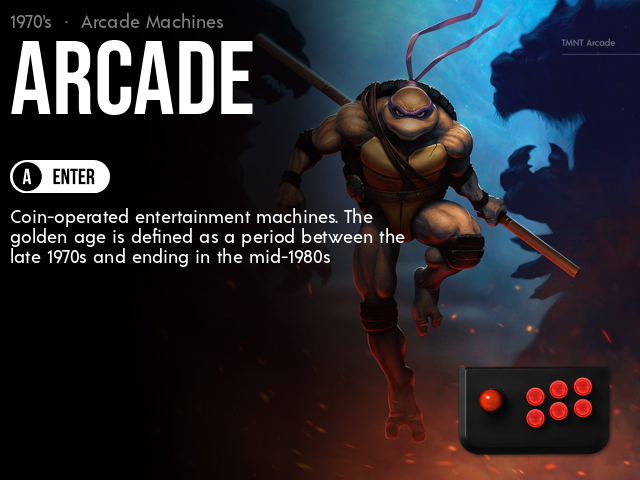 1970's · Arcade Machines
TMNT Arcade
ARCADE
A ENTER
Coin-operated entertainment machines. The
golden age is defined as a period between the
late 1970s and ending in the mid-1980s